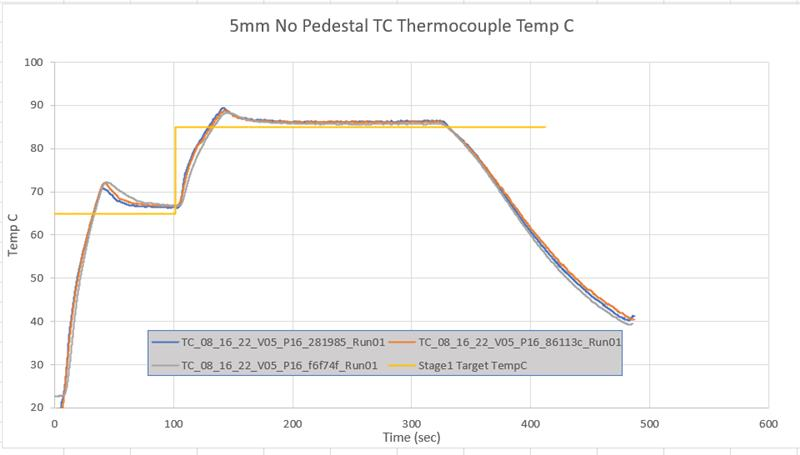 5mm No Pedestal TC Thermocouple Temp C
100
90
80
70
60
50
40
30
20
Temp C
TC_08_16_22_V05_P16_281985_Run01 TC_08_16_22_V05_P16_86113c_Run01
TC_08_16_22_V05_P16_f6f74f_Run01 Stage1 Target TempC
0 100 200 300 400 500 600
Time (sec)